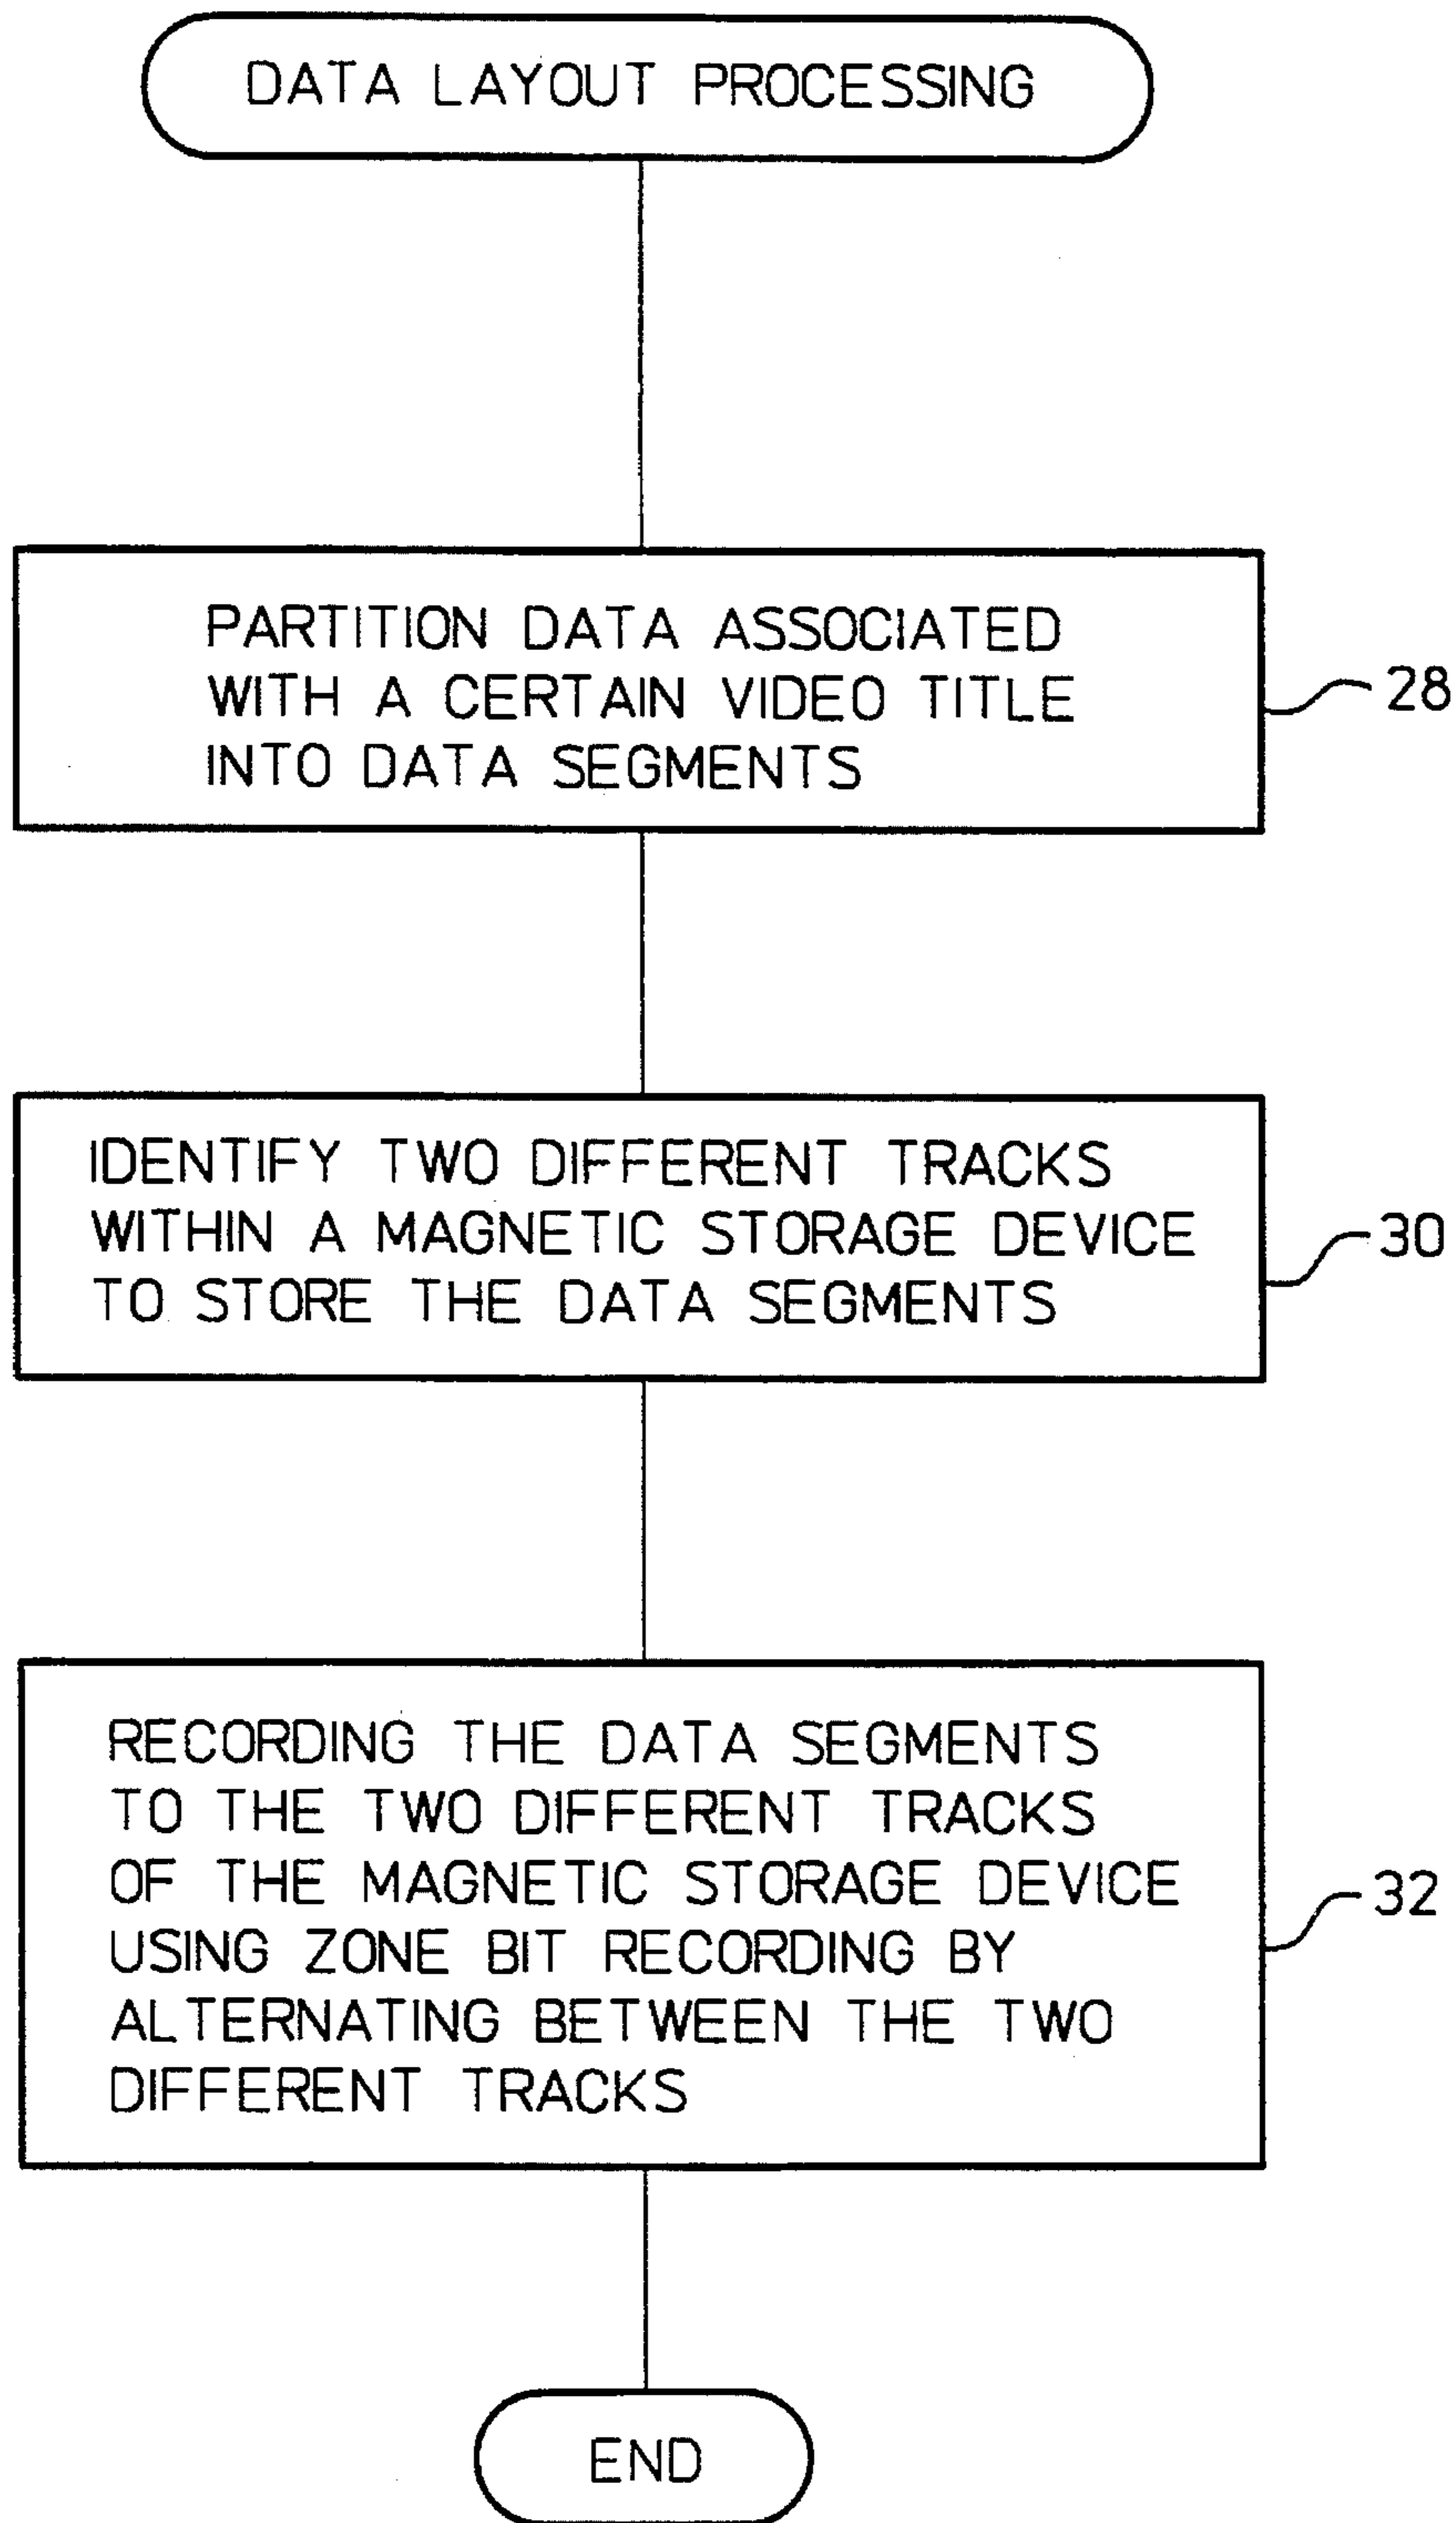 DATA LAYOUT PROCESSING
PARTITION DATA ASSOCIATED
WITH A CERTAIN VIDEO TITLE
INTO DATA SEGMENTS
28
IDENTIFY TWO DIFFERENT TRACKS
WITHIN A MAGNETIC STORAGE DEVICE
TO STORE THE DATA SEGMENTS
30
RECORDING THE DATA SEGMENTS
TO THE TWO DIFFERENT TRACKS
OF THE MAGNETIC STORAGE DEVICE
USING ZONE BIT RECORDING BY
ALTERNATING BETWEEN THE TWO
DIFFERENT TRACKS
32
END